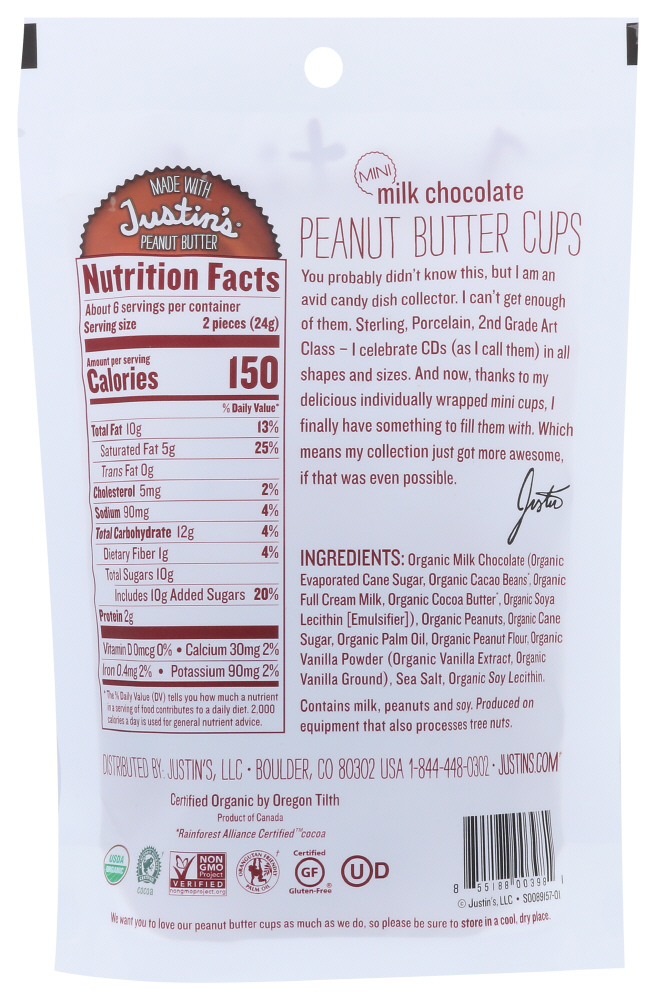 MADE WITH
Justin's
PEANUT BUTTER
Nutrition Facts
About 6 servings per container
Serving size 2 pieces (24g)
Amount per serving
Calories 150
% Daily Value*
Total Fat 10g 13%
Saturated Fat 5g 25%
Trans Fat 0g
Cholesterol 5mg 2%
Sodium 90mg 4%
Total Carbohydrate 12g 4%
Dietary Fiber 1g 4%
Total Sugars 10g
Includes 10g Added Sugars 20%
Protein 2g
Vitamin D 0mcg 0% • Calcium 30mg 2%
Iron 0.4mg 2% • Potassium 90mg 2%
*The % Daily Value (DV) tells you how much a nutrient
in a serving of food contributes to a daily diet. 2,000
calories a day is used for general nutrient advice.
MINI
milk chocolate
PEANUT BUTTER CUPS
You probably didn't know this, but I am an
avid candy dish collector. I can't get enough
of them. Sterling, Porcelain, 2nd Grade Art
Class – I celebrate CDs (as I call them) in all
shapes and sizes. And now, thanks to my
delicious individually wrapped mini cups, I
finally have something to fill them with. Which
means my collection just got more awesome,
if that was even possible.
Justin
INGREDIENTS: Organic Milk Chocolate (Organic
Evaporated Cane Sugar, Organic Cacao Beans*, Organic
Full Cream Milk, Organic Cocoa Butter*, Organic Soya
Lecithin [Emulsifier]), Organic Peanuts, Organic Cane
Sugar, Organic Palm Oil, Organic Peanut Flour, Organic
Vanilla Powder (Organic Vanilla Extract, Organic
Vanilla Ground), Sea Salt, Organic Soy Lecithin.
Contains milk, peanuts and soy. Produced on
equipment that also processes tree nuts.
DISTRIBUTED BY: JUSTIN'S, LLC • BOULDER, CO 80302 USA 1-844-448-0302 • JUSTINS.COM
Certified Organic by Oregon Tilth
Product of Canada
*Rainforest Alliance Certified™ cocoa
USDA
ORGANIC
cocoa
NON
GMO
Project
VERIFIED
nongmoproject.org
ORANGUTAN FRIENDLY
PALM OIL
Certified
GF
Gluten-Free®
U D
8 55188 00398 1
© Justin's, LLC • S0089157-01
We want you to love our peanut butter cups as much as we do, so please be sure to store in a cool, dry place.